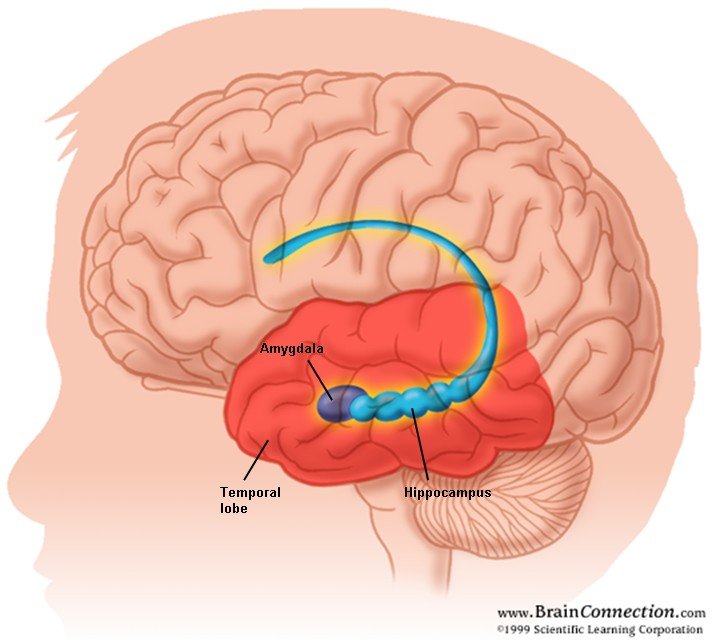 Amygdala
Temporal
lobe
Hippocampus
www.BrainConnection.com
©1999 Scientific Learning Corporation